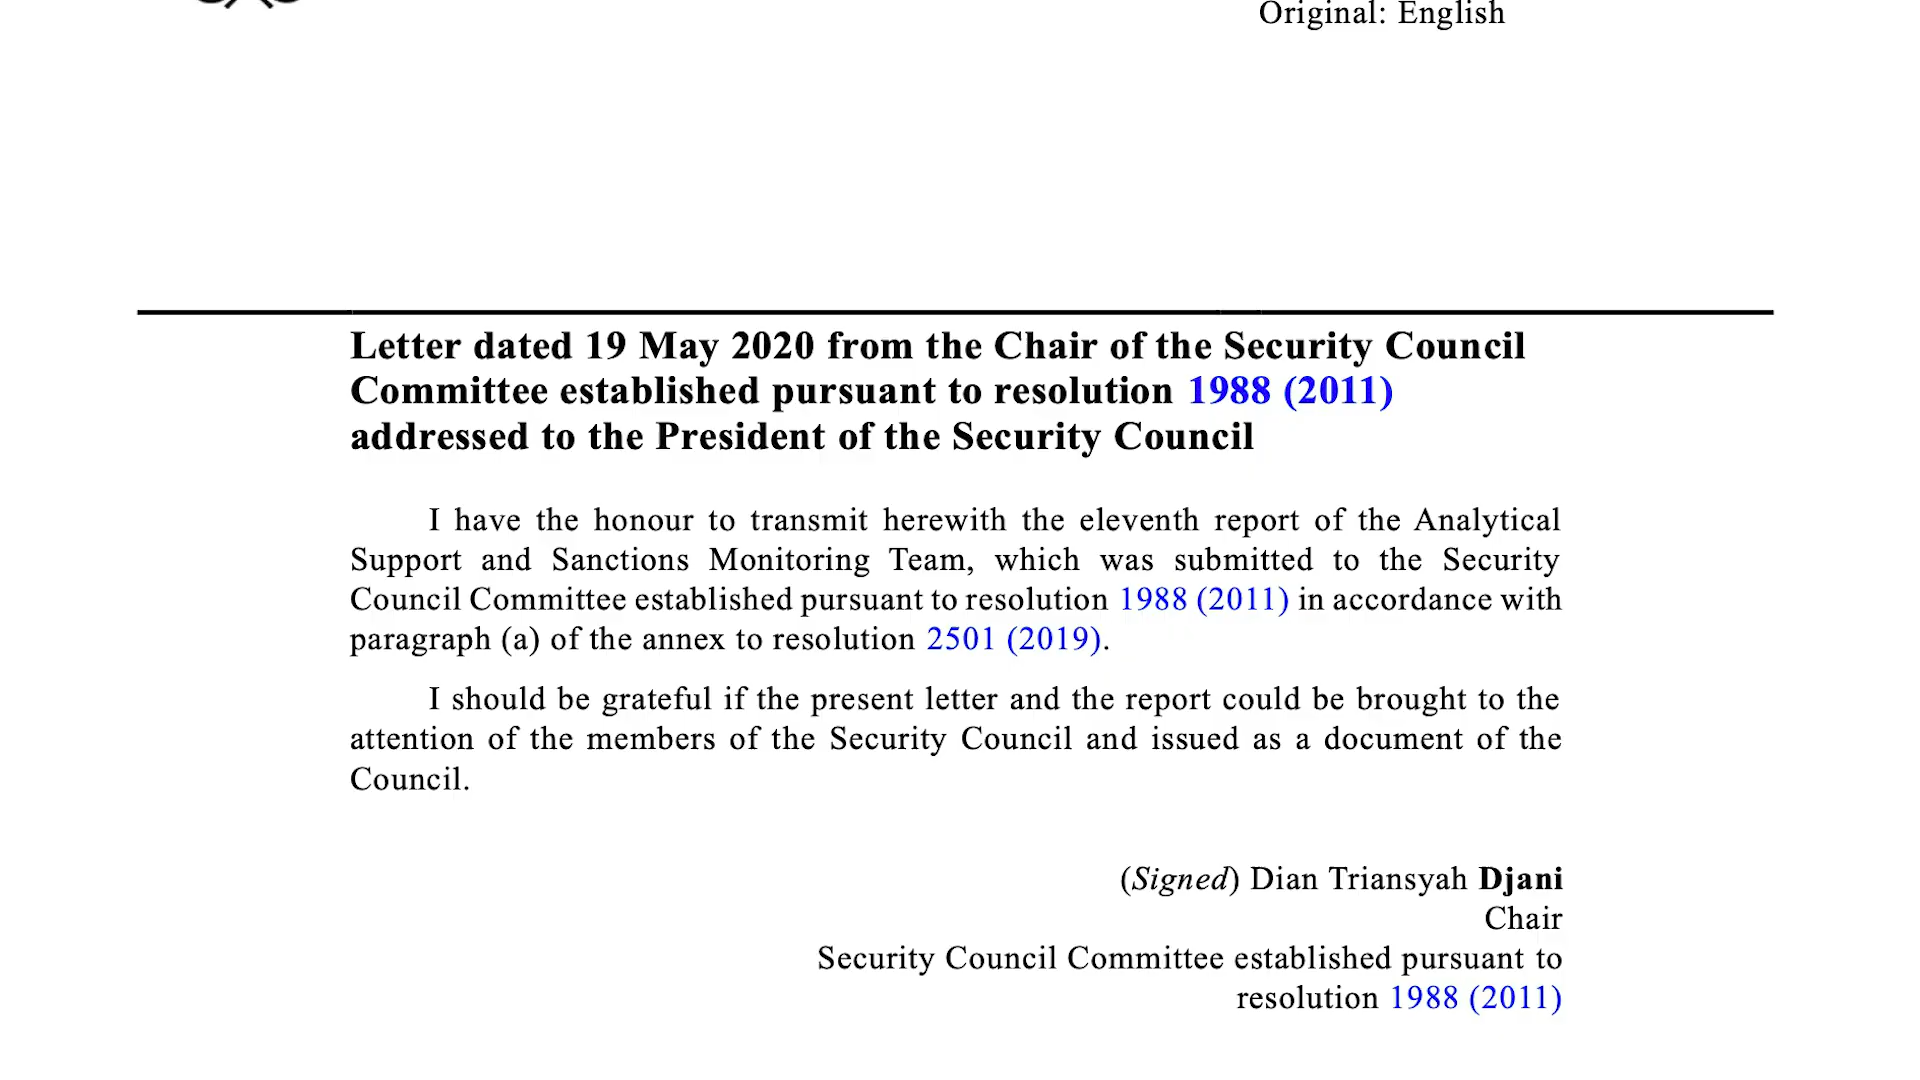 Original: English
Letter dated 19 May 2020 from the Chair of the Security Council
Committee established pursuant to resolution 1988 (2011)
addressed to the President of the Security Council
I have the honour to transmit herewith the eleventh report of the Analytical
Support and Sanctions Monitoring Team, which was submitted to the Security
Council Committee established pursuant to resolution 1988 (2011) in accordance with
paragraph (a) of the annex to resolution 2501 (2019).
I should be grateful if the present letter and the report could be brought to the
attention of the members of the Security Council and issued as a document of the
Council.
(Signed) Dian Triansyah Djani
Chair
Security Council Committee established pursuant to
resolution 1988 (2011)